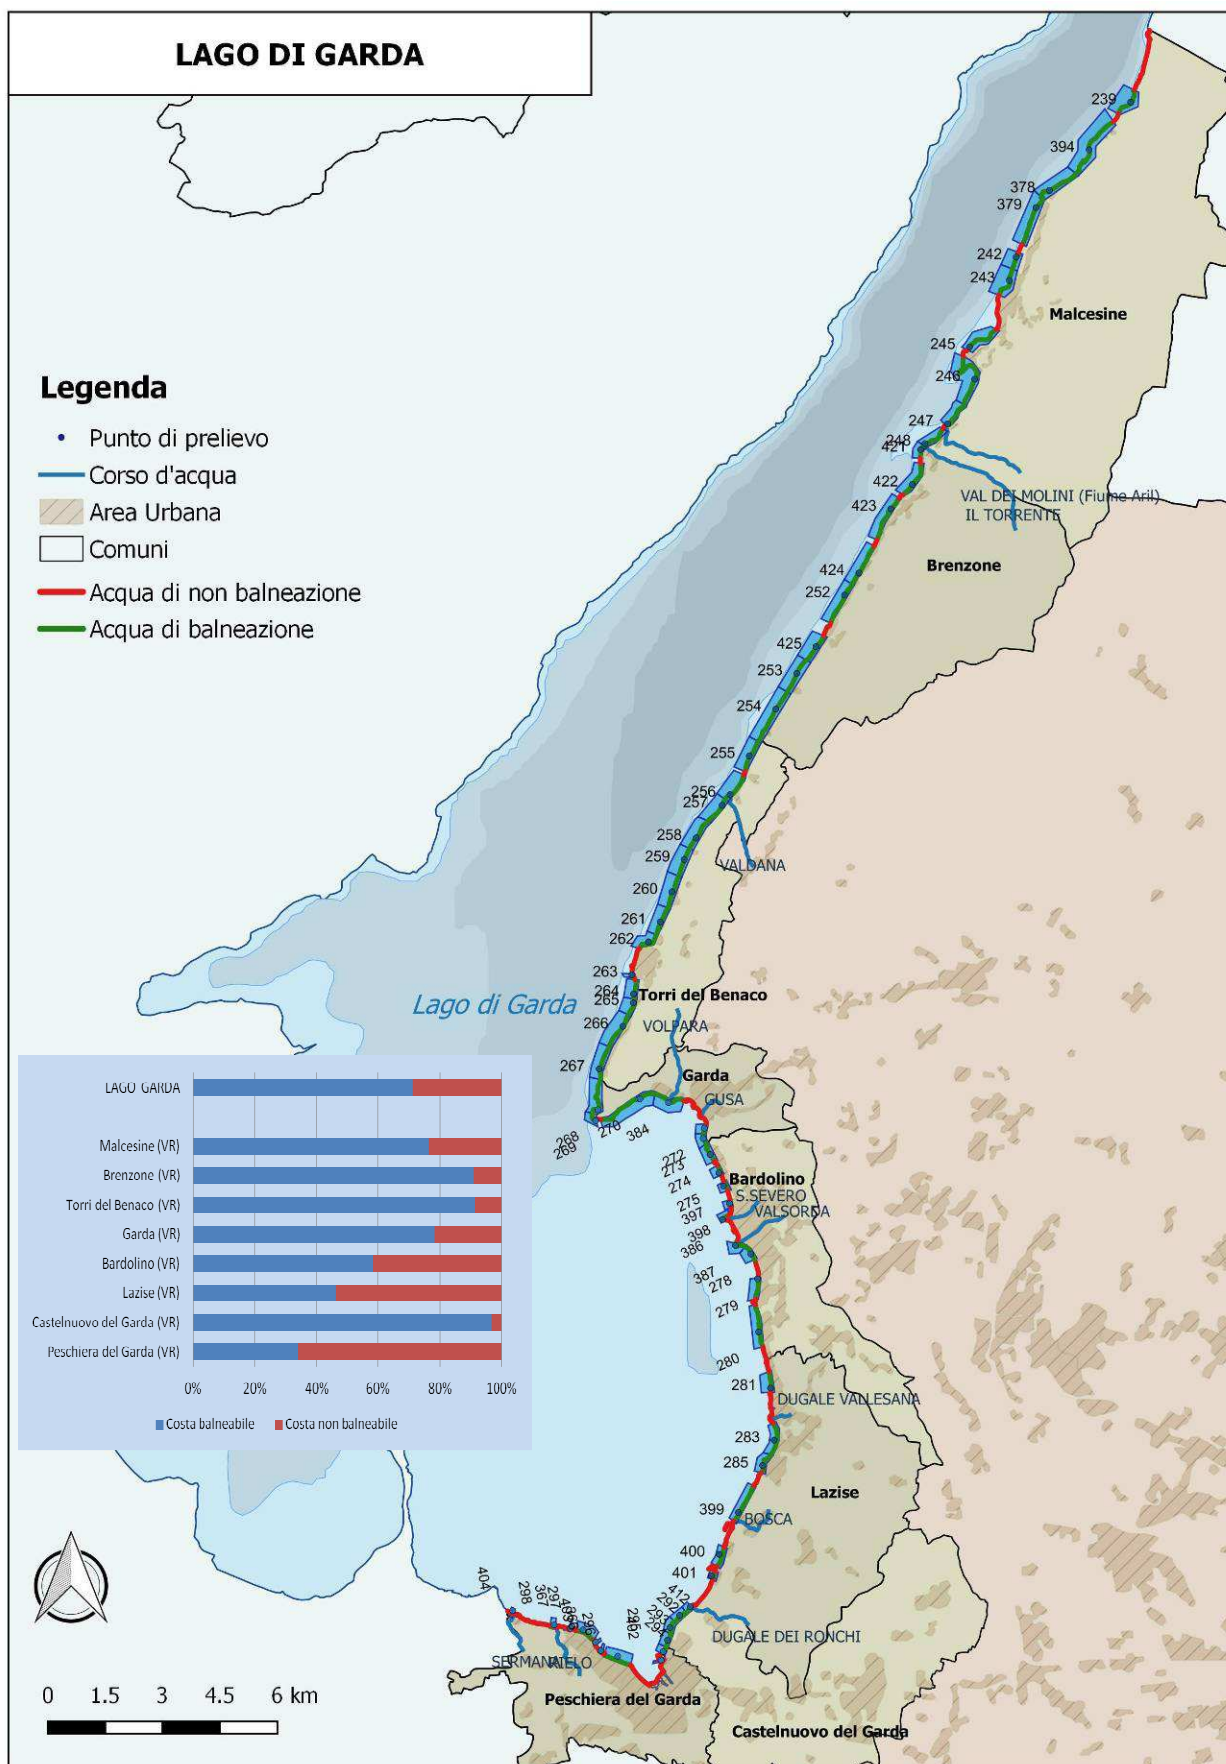 LAGO DI GARDA
239
394
378
379
242
243
Malcesine
245
246
247
248
421
422
423
VAL DEI MOLINI (Fiume Aril)
IL TORRENTE
Brenzone
424
252
425
253
254
255
256
257
258
259
VALDANA
260
261
262
263
264
265
Torri del Benaco
266
VOLPARA
267
Lago di Garda
Garda
GUSA
268
269
270
384
272
273
274
275
397
398
386
Bardolino
S.SEVERO
VALSORDA
387
278
279
280
281
DUGALE VALLESANA
283
285
Lazise
399
BOSCA
400
401
412
292
DUGALE DEI RONCHI
404
298
367
297
SERMANA
RIELO
Peschiera del Garda
Castelnuovo del Garda
Legenda
Punto di prelievo
Corso d'acqua
Area Urbana
Comuni
Acqua di non balneazione
Acqua di balneazione
LAGO GARDA
Malcesine (VR)
Brenzone (VR)
Torri del Benaco (VR)
Garda (VR)
Bardolino (VR)
Lazise (VR)
Castelnuovo del Garda (VR)
Peschiera del Garda (VR)
0% 20% 40% 60% 80% 100%
Costa balneabile Costa non balneabile
0 1.5 3 4.5 6 km